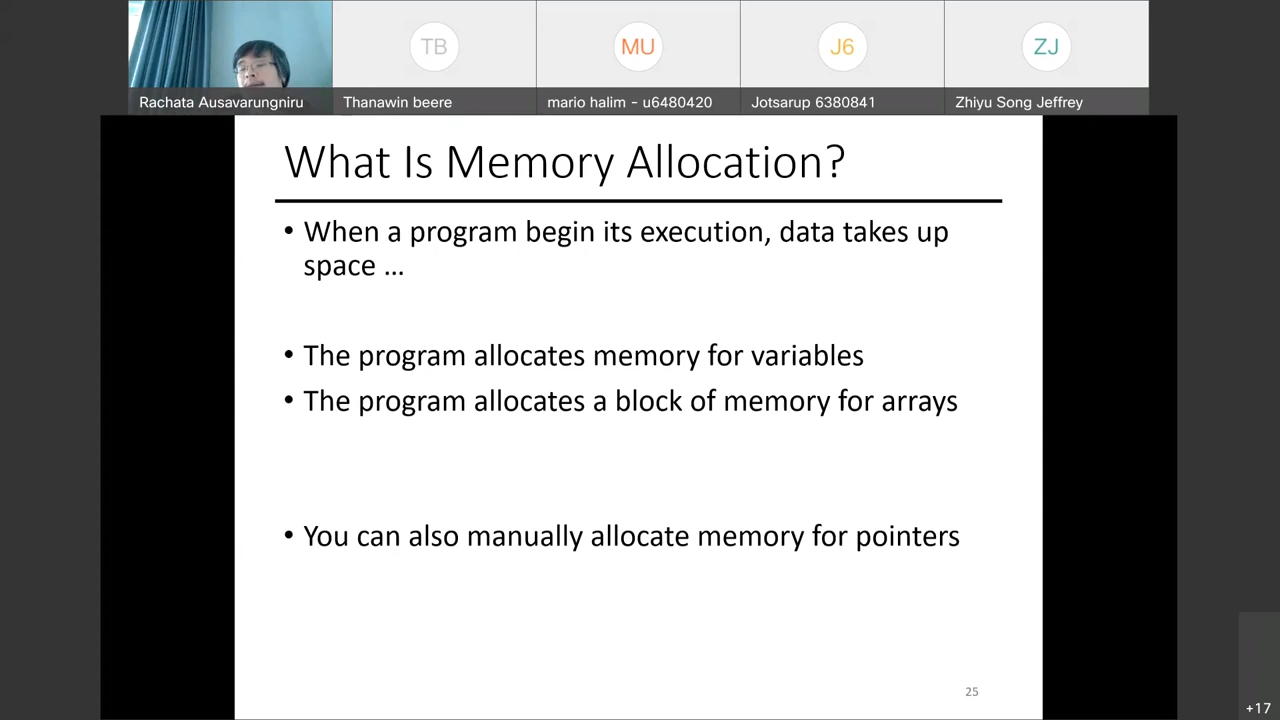 TB
MU
J6
ZJ
Rachata Ausavarungniru
Thanawin beere
mario halim - u6480420
Jotsarup 6380841
Zhiyu Song Jeffrey
What Is Memory Allocation?
• When a program begin its execution, data takes up
space ...
• The program allocates memory for variables
• The program allocates a block of memory for arrays
• You can also manually allocate memory for pointers
25
+17